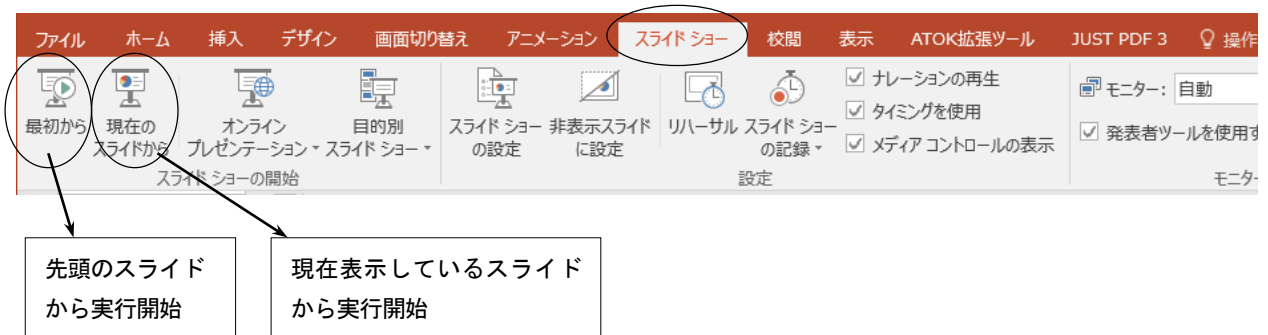 ファイル ホーム 挿入 デザイン 画面切り替え アニメーション スライド ショー 校閲 表示 ATOK拡張ツール JUST PDF 3 操作
最初から 現在の スライドから オンライン プレゼンテーション 目的別 スライド ショー スライド ショー の設定 非表示スライド に設定 リハーサル スライド ショー の記録
ナレーションの再生
タイミングを使用
メディア コントロールの表示
モニター: 自動
発表者ツールを使用す
スライド ショーの開始 設定 モニター
先頭のスライド
から実行開始
現在表示しているスライド
から実行開始